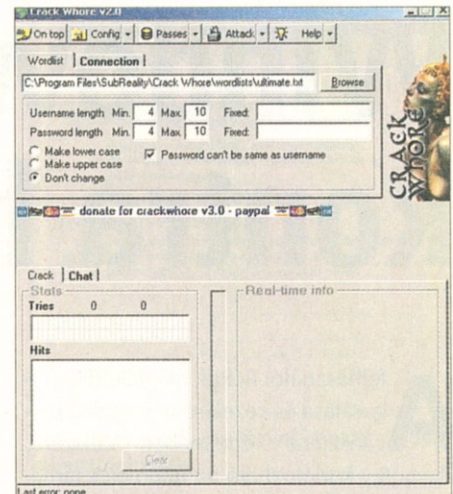 Crack Whore v2.0
On top Config Passes Attack Help
Wordlist Connection
C:\Program Files\SubReality\Crack Whore\wordlists\ultimate.txt Browse
Username length Min. 4 Max. 10 Fixed:
Password length Min. 4 Max. 10 Fixed:
Make lower case
Make upper case
Don't change
Password can't be same as username
CRACK
WHORE
donate for crackwhore v3.0 - paypal
Crack Chat
Stats
Tries 0 0
Hits
Clear
Real-time info
Last error: none